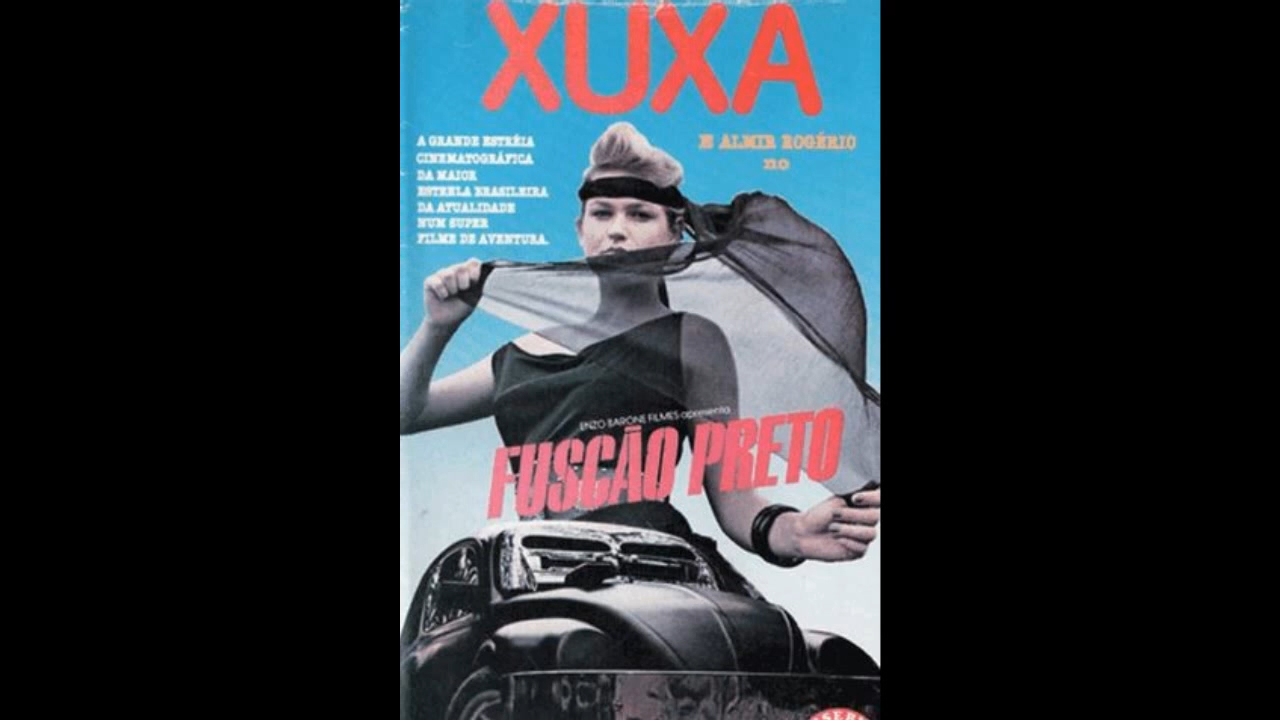 XUXA
A GRANDE ESTRÉIA
CINEMATOGRÁFICA
DA MAIOR
ESTRELA BRASILEIRA
DA ATUALIDADE
NUM SUPER
FILME DE AVENTURA.
E ALMIR ROGÉRIO
no
ENZO BARONE FILMES apresenta
FUSCÃO PRETO